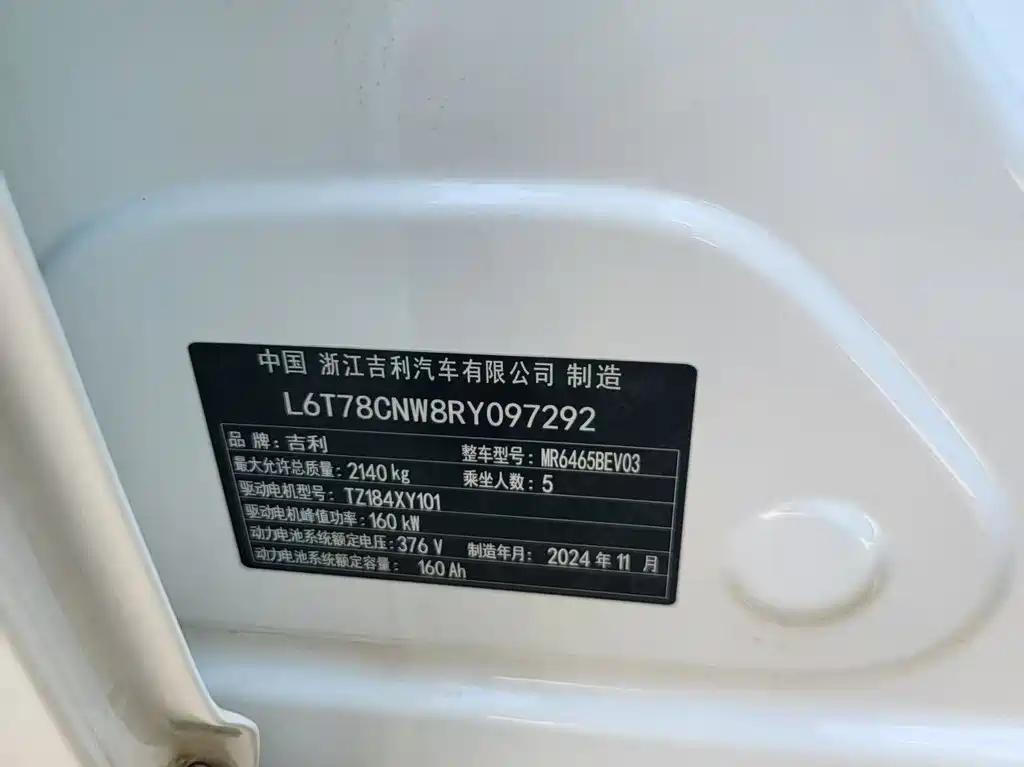 中国 浙江吉利汽车有限公司 制造
L6T78CNW8RY097292
品牌：吉利 整车型号：MR6465BEV03
最大允许总质量：2140 kg 乘坐人数：5
驱动电机型号：TZ184XY101
驱动电机峰值功率：160 kW
动力电池系统额定电压：376 V 制造年月：2024 年 11 月
动力电池系统额定容量：160 Ah